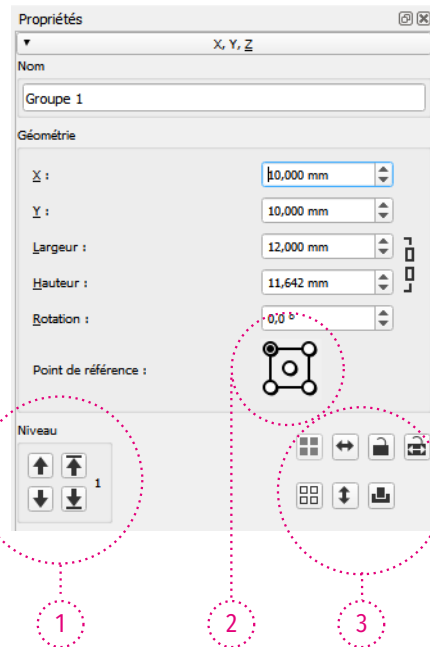 Propriétés
X, Y, Z
Nom
Groupe 1
Géométrie
X : 10,000 mm
Y : 10,000 mm
Largeur : 12,000 mm
Hauteur : 11,642 mm
Rotation : 0,0 °
Point de référence :
Niveau
1
1 2 3